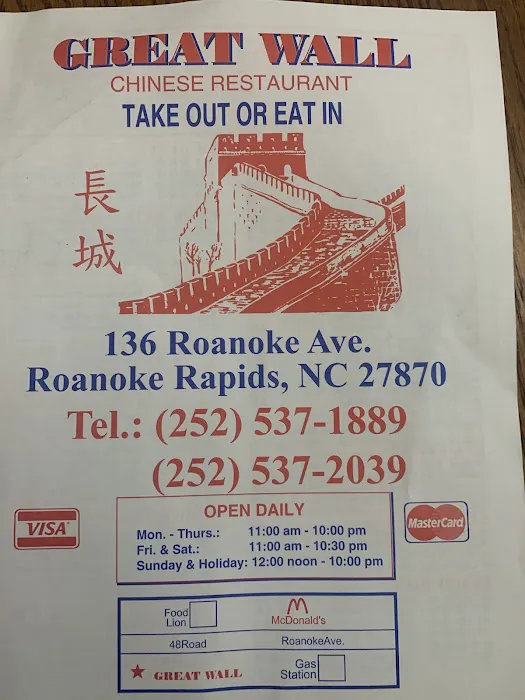 GREAT WALL
CHINESE RESTAURANT
TAKE OUT OR EAT IN
長
城
136 Roanoke Ave.
Roanoke Rapids, NC 27870
Tel.: (252) 537-1889
(252) 537-2039
VISA
MasterCard
OPEN DAILY
Mon. - Thurs.: 11:00 am - 10:00 pm
Fri. & Sat.: 11:00 am - 10:30 pm
Sunday & Holiday: 12:00 noon - 10:00 pm
Food
Lion
McDonald's
48Road
RoanokeAve.
GREAT WALL
Gas
Station